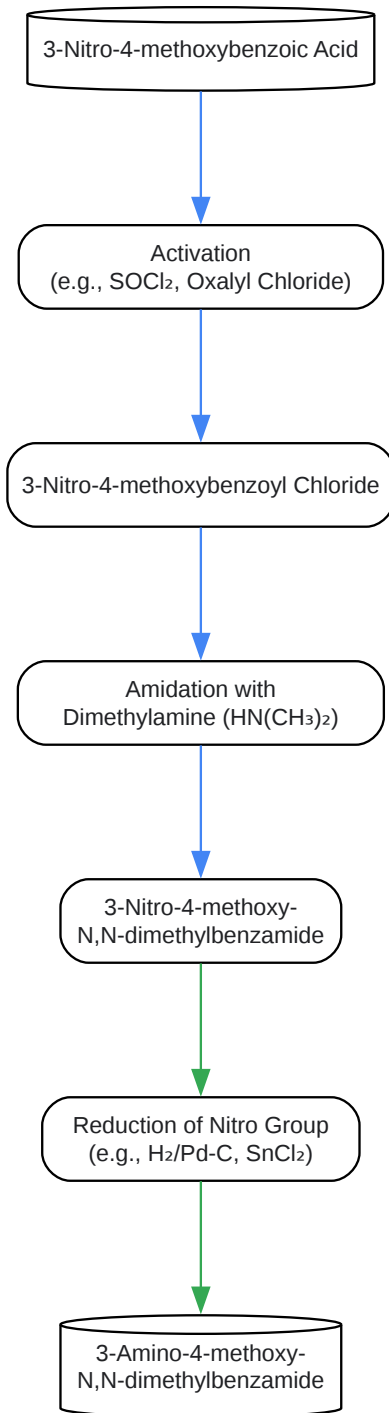 3-Nitro-4-methoxybenzoic Acid
Activation
(e.g., SOCl₂, Oxalyl Chloride)
3-Nitro-4-methoxybenzoyl Chloride
Amidation with
Dimethylamine (HN(CH₃)₂)
3-Nitro-4-methoxy-
N,N-dimethylbenzamide
Reduction of Nitro Group
(e.g., H₂/Pd-C, SnCl₂)
3-Amino-4-methoxy-
N,N-dimethylbenzamide